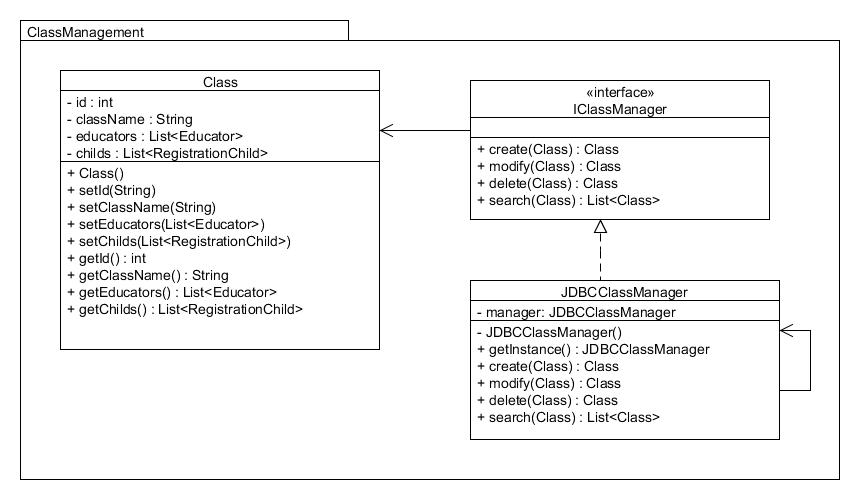 ClassManagement
Class
- id : int
- className : String
- educators : List<Educator>
- childs : List<RegistrationChild>
+ Class()
+ setId(String)
+ setClassName(String)
+ setEducators(List<Educator>)
+ setChilds(List<RegistrationChild>)
+ getId() : int
+ getClassName() : String
+ getEducators() : List<Educator>
+ getChilds() : List<RegistrationChild>
«interface»
IClassManager
+ create(Class) : Class
+ modify(Class) : Class
+ delete(Class) : Class
+ search(Class) : List<Class>
JDBCClassManager
- manager: JDBCClassManager
- JDBCClassManager()
+ getInstance() : JDBCClassManager
+ create(Class) : Class
+ modify(Class) : Class
+ delete(Class) : Class
+ search(Class) : List<Class>